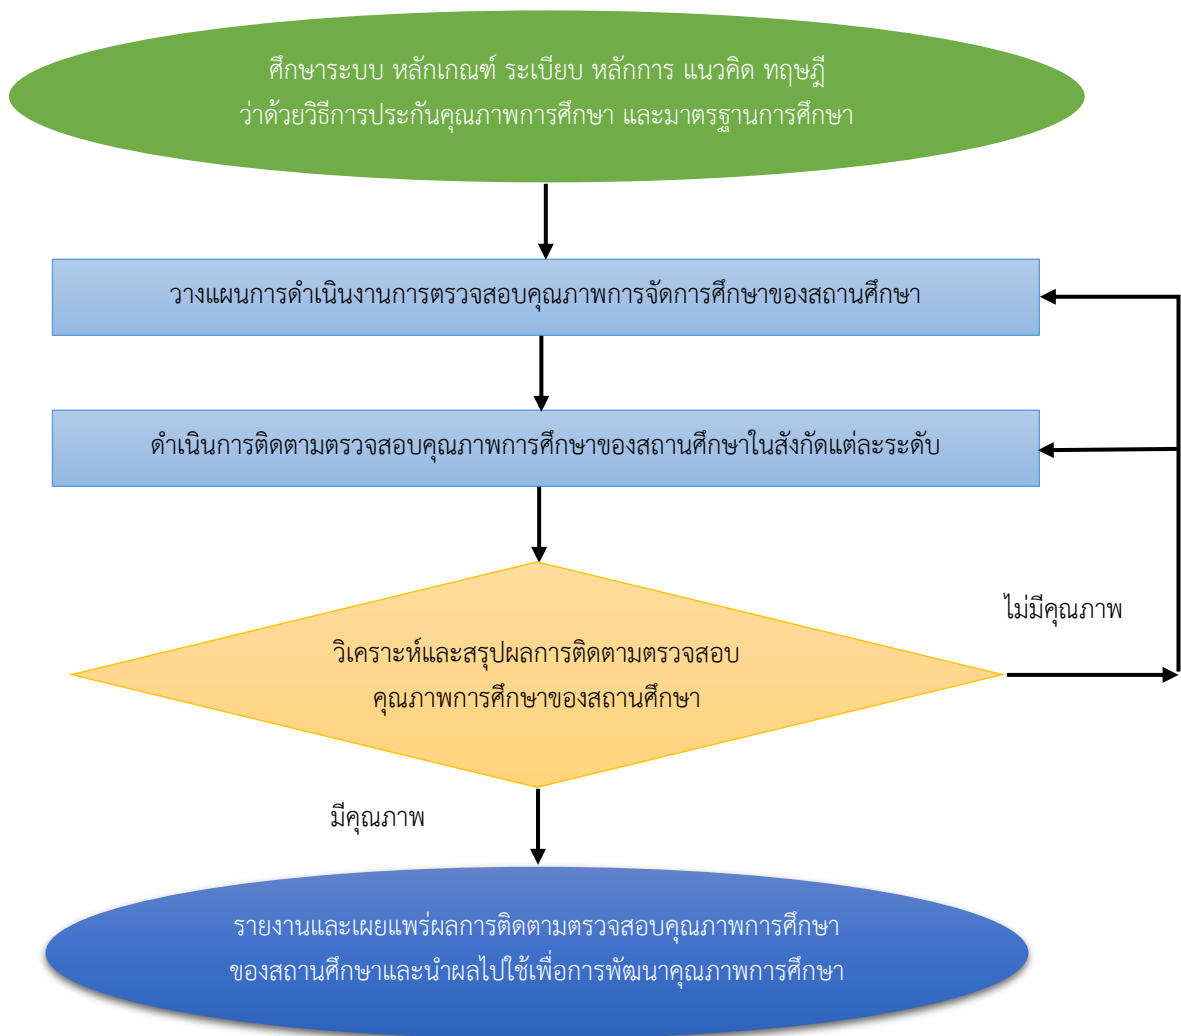 ศึกษาระบบ หลักเกณฑ์ ระเบียบ หลักการ แนวคิด ทฤษฎี
ว่าด้วยวิธีการประกันคุณภาพการศึกษา และมาตรฐานการศึกษา
วางแผนการดำเนินงานการตรวจสอบคุณภาพการจัดการศึกษาของสถานศึกษา
ดำเนินการติดตามตรวจสอบคุณภาพการศึกษาของสถานศึกษาในสังกัดแต่ละระดับ
ไม่มีคุณภาพ
วิเคราะห์และสรุปผลการติดตามตรวจสอบ
คุณภาพการศึกษาของสถานศึกษา
มีคุณภาพ
รายงานและเผยแพร่ผลการติดตามตรวจสอบคุณภาพการศึกษา
ของสถานศึกษาและนำผลไปใช้เพื่อการพัฒนาคุณภาพการศึกษา